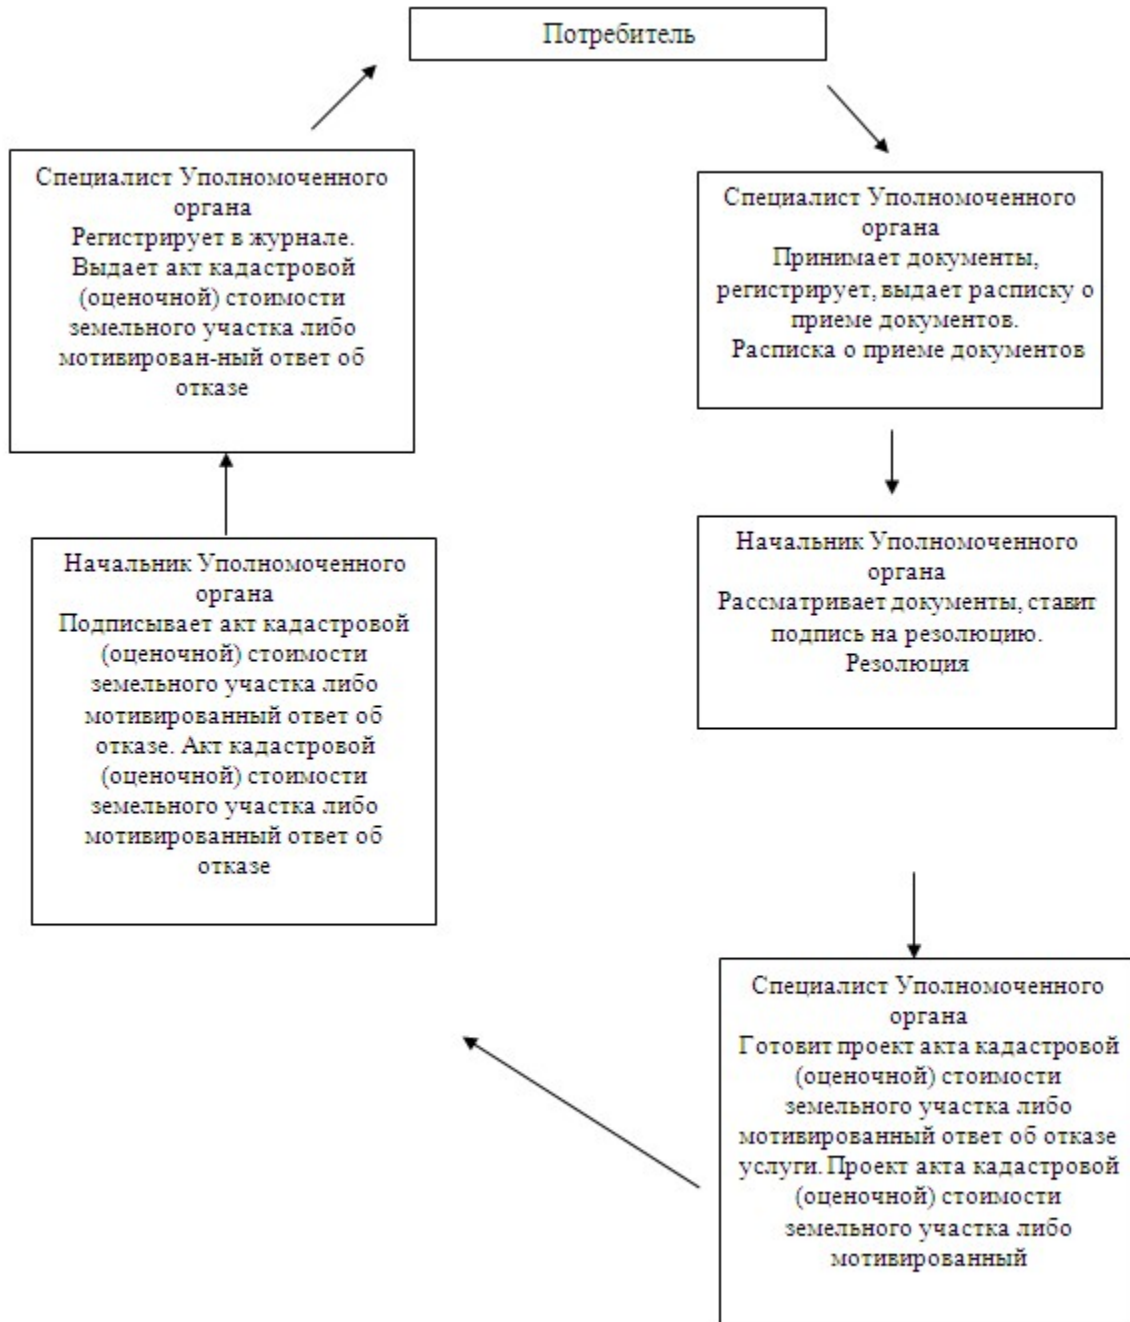 Потребитель
Специалист Уполномоченного
органа
Регистрирует в журнале.
Выдает акт кадастровой
(оценочной) стоимости
земельного участка либо
мотивирован-ный ответ об
отказе
Специалист Уполномоченного
органа
Принимает документы,
регистрирует, выдает расписку о
приеме документов.
Расписка о приеме документов
Начальник Уполномоченного
органа
Подписывает акт кадастровой
(оценочной) стоимости
земельного участка либо
мотивированный ответ об
отказе. Акт кадастровой
(оценочной) стоимости
земельного участка либо
мотивированный ответ об
отказе
Начальник Уполномоченного
органа
Рассматривает документы, ставит
подпись на резолюцию.
Резолюция
Специалист Уполномоченного
органа
Готовит проект акта кадастровой
(оценочной) стоимости
земельного участка либо
мотивированный ответ об отказе
услуги. Проект акта кадастровой
(оценочной) стоимости
земельного участка либо
мотивированный